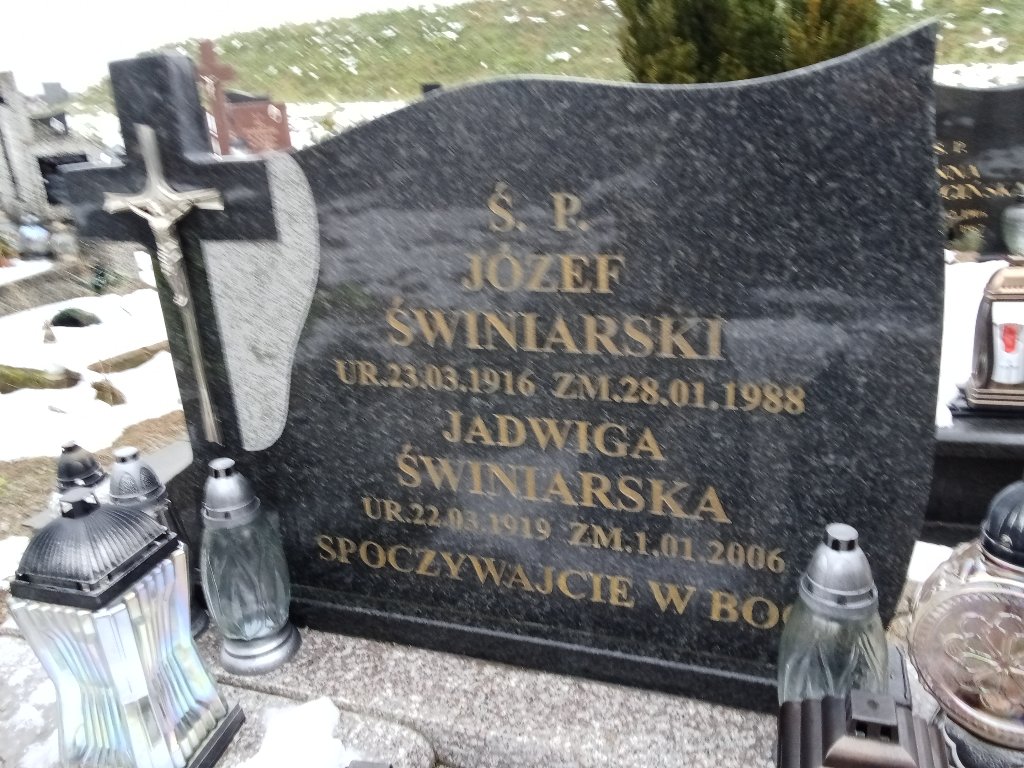 Ś. P.
JÓZEF
ŚWINIARSKI
UR.23.03.1916 ZM.28.01.1988
JADWIGA
ŚWINIARSKA
UR.22.03.1919 ZM.1.01.2006
SPOCZYWAJCIE W
Ś. P.